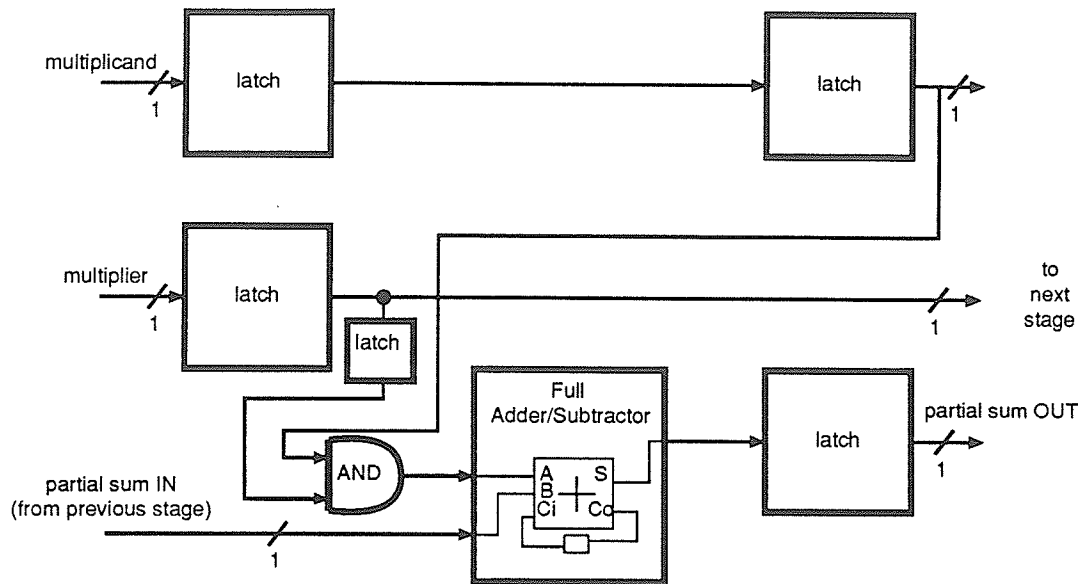 multiplicand
1
latch
latch
1
multiplier
1
latch
latch
1
to
next
stage
Full
Adder/Subtractor
AND
A
B
Ci
S
Co
latch
partial sum OUT
1
partial sum IN
(from previous stage)
1